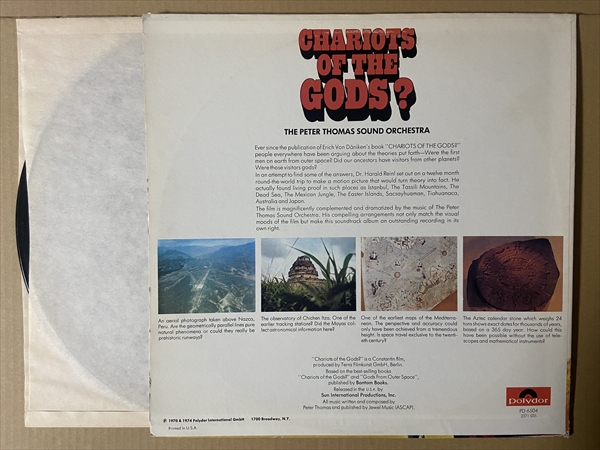 CHARIOTS
OF THE
GODS?
THE PETER THOMAS SOUND ORCHESTRA
Ever since the publication of Erich Von Däniken's book "CHARIOTS OF THE GODS?"
people everywhere have been arguing about the theories put forth—Were the first
men on earth from outer space? Did our ancestors have visitors from other planets?
Were those visitors gods?
In an attempt to find some of the answers, Dr. Harald Reinl set out on a twelve month
round-the-world trip to make a motion picture that would turn theory into fact. He
actually found living proof in such places as Istanbul, The Tassili Mountains, The
Dead Sea, The Mexican Jungle, The Easter Islands, Sacsayhuaman, Tiahuanaca,
Australia and Japan.
The film is magnificently complemented and dramatized by the music of The Peter
Thomas Sound Orchestra. His compelling arrangements not only match the visual
moods of the film but make this soundtrack album an outstanding recording in its
own right.
An aerial photograph taken above Nazca,
Peru. Are the geometrically parallel lines pure
natural phenomena or could they really be
prehistoric runways?
The observatory of Chichen Itza. One of the
earlier tracking stations? Did the Mayas col-
lect astronomical information here?
One of the earliest maps of the Mediterra-
nean. The perspective and accuracy could
only have been achieved from a tremendous
height. Is space travel exclusive to the twenti-
eth century?
The Aztec calendar stone which weighs 24
tons shows exact dates for thousands of years,
based on a 365 day year. How could this
have been possible without the use of tele-
scopes and mathematical instruments?
"Chariots of the Gods?" is a Constantin film,
produced by Terra Filmkunst GmbH, Berlin.
Based on the best-selling books
"Chariots of the Gods?" and "Gods From Outer Space",
published by Bantam Books.
Released in the U.S.A. by
Sun International Productions, Inc.
All music written and composed by
Peter Thomas and published by Jewel Music (ASCAP).
℗ 1970 & 1974 Polydor International GmbH 1700 Broadway, N.Y.
Printed in U.S.A.
Polydor
PD 6504